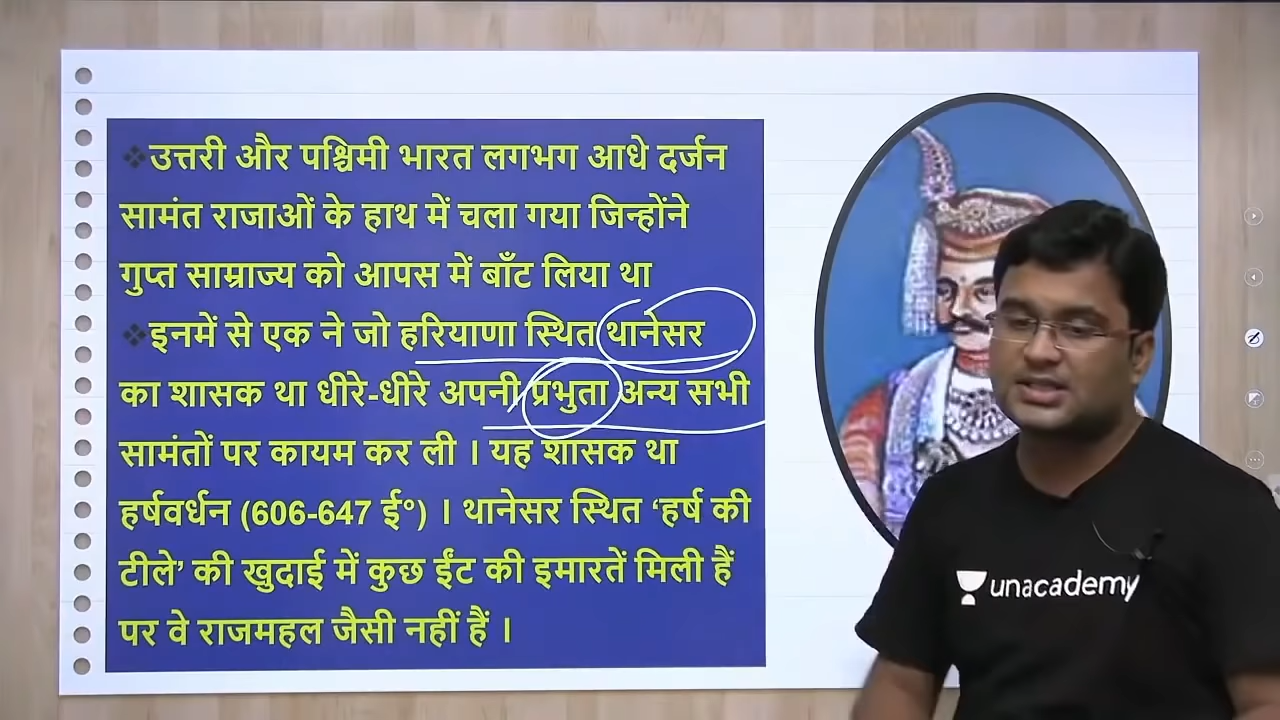 ❖उत्तरी और पश्चिमी भारत लगभग आधे दर्जन
सामंत राजाओं के हाथ में चला गया जिन्होंने
गुप्त साम्राज्य को आपस में बाँट लिया था
❖इनमें से एक ने जो हरियाणा स्थित थानेसर
का शासक था धीरे-धीरे अपनी प्रभुता अन्य सभी
सामंतों पर कायम कर ली । यह शासक था
हर्षवर्धन (606-647 ई°) । थानेसर स्थित ‘हर्ष की
टीले’ की खुदाई में कुछ ईंट की इमारतें मिली हैं
पर वे राजमहल जैसी नहीं हैं ।
unacademy